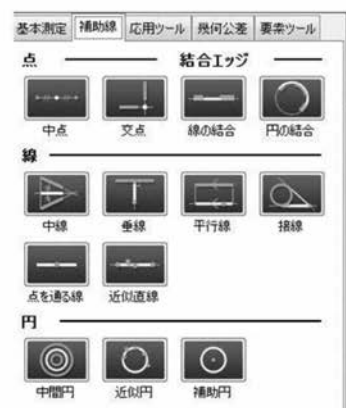 基本測定 補助線 応用ツール 幾何公差 要素ツール
点 結合エッジ
中点 交点 線の結合 円の結合
線
中線 垂線 平行線 接線
点を通る線 近似直線
円
中間円 近似円 補助円